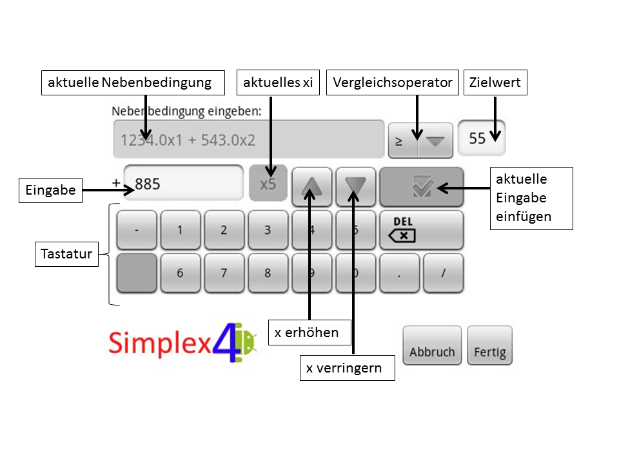 aktuelle Nebenbedingung
aktuelles xi
Vergleichsoperator
Zielwert
Nebenbedingung eingeben:
1234.0x1 + 543.0x2
≥
55
Eingabe
+ 885
x5
aktuelle
Eingabe
einfügen
Tastatur
- 1 2 3 4 5 DEL
6 7 8 9 0 . /
x erhöhen
x verringern
Simplex4
Abbruch
Fertig